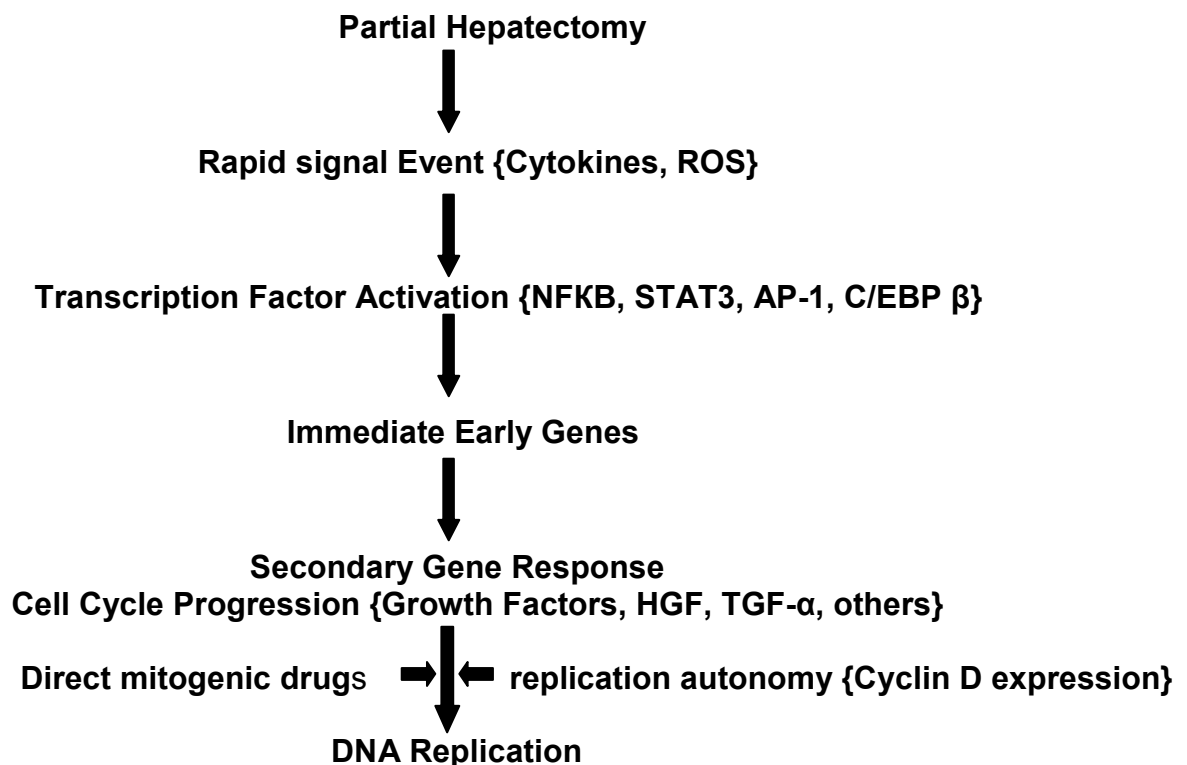 Partial Hepatectomy
Rapid signal Event {Cytokines, ROS}
Transcription Factor Activation {NFКB, STAT3, AP-1, C/EBP β}
Immediate Early Genes
Secondary Gene Response
Cell Cycle Progression {Growth Factors, HGF, TGF-α, others}
Direct mitogenic drugs replication autonomy {Cyclin D expression}
DNA Replication